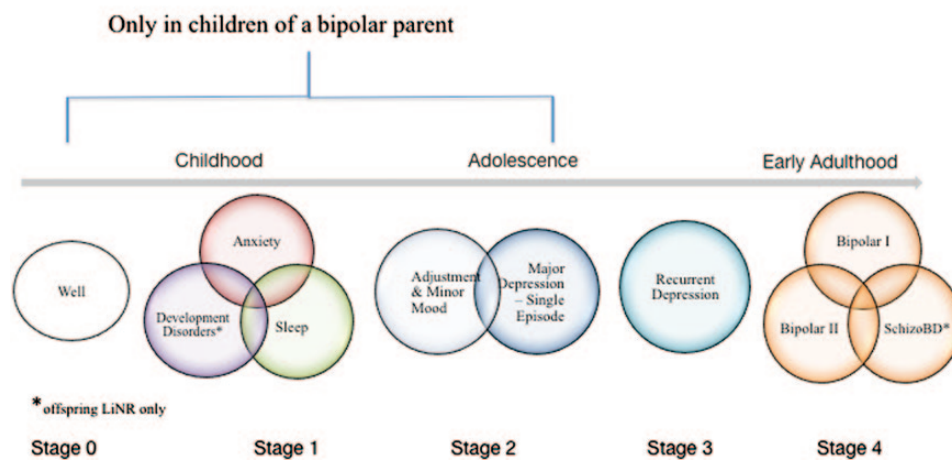 Only in children of a bipolar parent
Childhood
Adolescence
Early Adulthood
Well
Anxiety
Development
Disorders*
Sleep
Adjustment
& Minor
Mood
Major
Depression
– Single
Episode
Recurrent
Depression
Bipolar I
Bipolar II
SchizoBD*
*offspring LiNR only
Stage 0
Stage 1
Stage 2
Stage 3
Stage 4